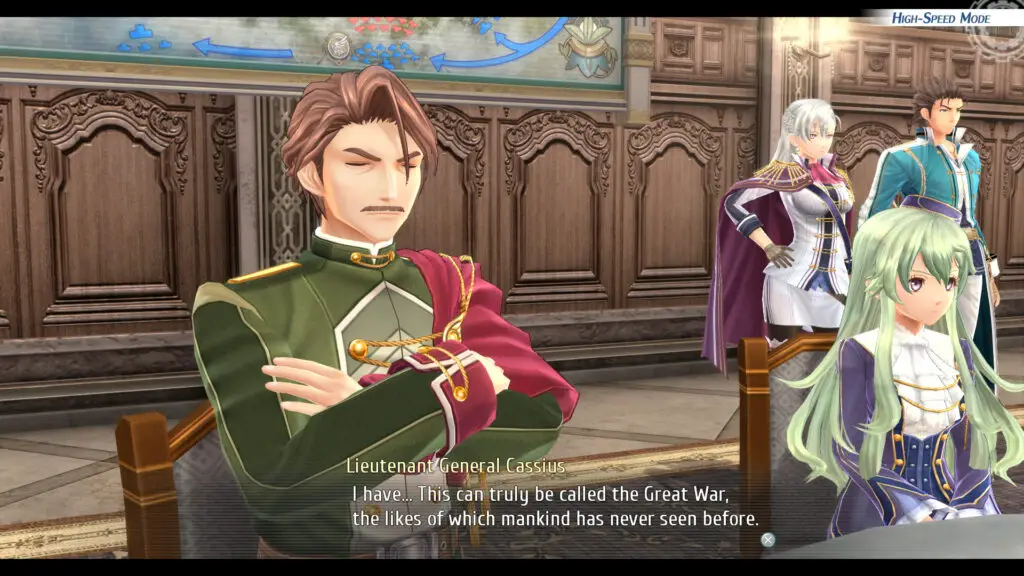 HIGH-SPEED MODE
Lieutenant General Cassius
I have... This can truly be called the Great War,
the likes of which mankind has never seen before.